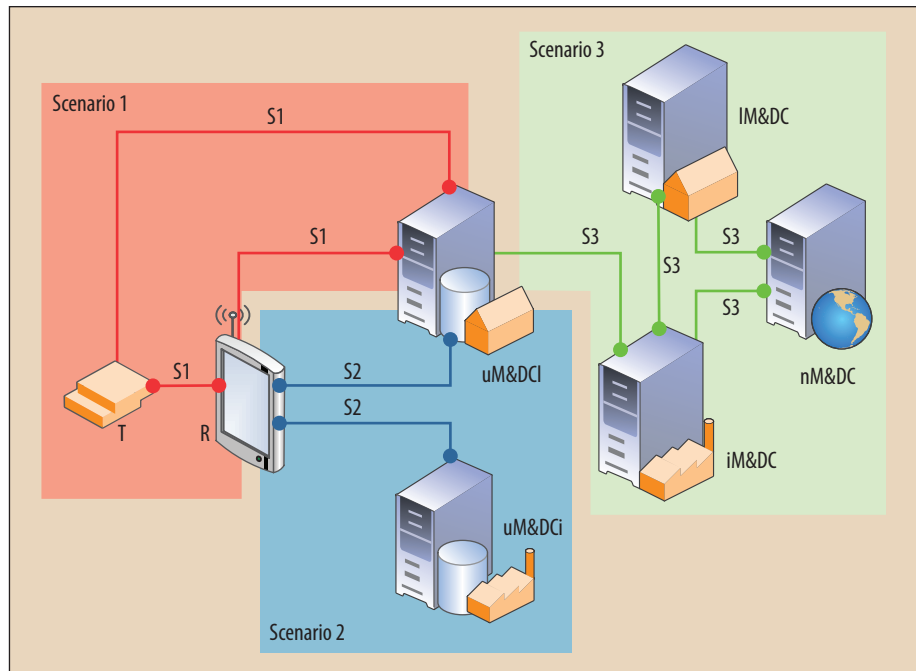 Scenario 3
Scenario 1
S1
lM&DC
S1
S3
S3
S3
S3
uM&DCl
nM&DC
S1
S2
T
R
S2
iM&DC
uM&DCi
Scenario 2